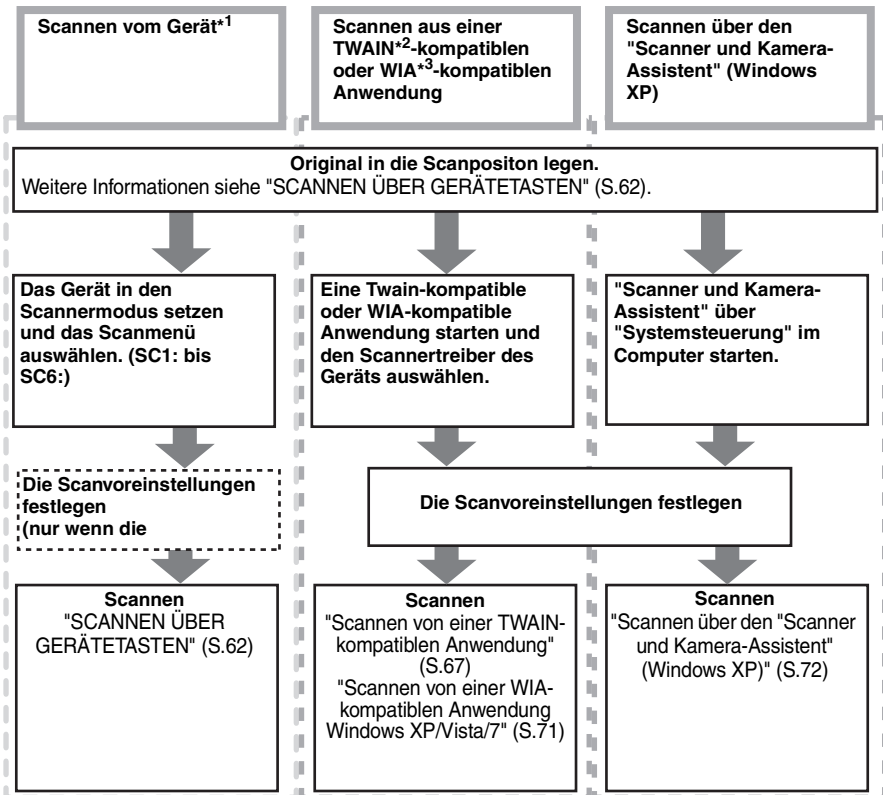 Scannen vom Gerät*1
Scannen aus einer
TWAIN*2-kompatiblen
oder WIA*3-kompatiblen
Anwendung
Scannen über den
"Scanner und Kamera-
Assistent" (Windows
XP)
Original in die Scanpositon legen.
Weitere Informationen siehe "SCANNEN ÜBER GERÄTETASTEN" (S.62).
Das Gerät in den
Scannermodus setzen
und das Scanmenü
auswählen. (SC1: bis
SC6:)
Eine Twain-kompatible
oder WIA-kompatible
Anwendung starten und
den Scannertreiber des
Geräts auswählen.
"Scanner und Kamera-
Assistent" über
"Systemsteuerung" im
Computer starten.
Die Scanvoreinstellungen
festlegen
(nur wenn die
Die Scanvoreinstellungen festlegen
Scannen
"SCANNEN ÜBER
GERÄTETASTEN" (S.62)
Scannen
"Scannen von einer TWAIN-
kompatiblen Anwendung"
(S.67)
"Scannen von einer WIA-
kompatiblen Anwendung
Windows XP/Vista/7" (S.71)
Scannen
"Scannen über den "Scanner
und Kamera-Assistent"
(Windows XP)" (S.72)